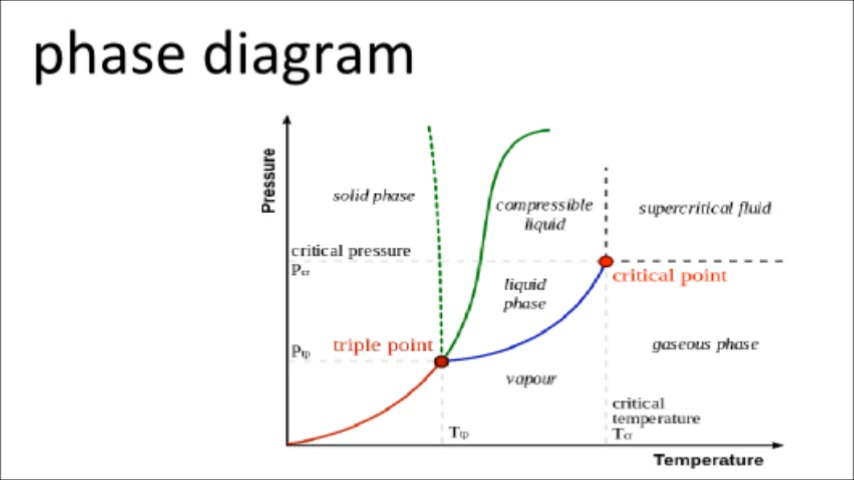 phase diagram
Pressure
solid phase
compressible
liquid
supercritical fluid
critical pressure
Pcr
critical point
liquid
phase
triple point
Ptp
gaseous phase
vapour
critical
temperature
Tcr
Ttp
Temperature